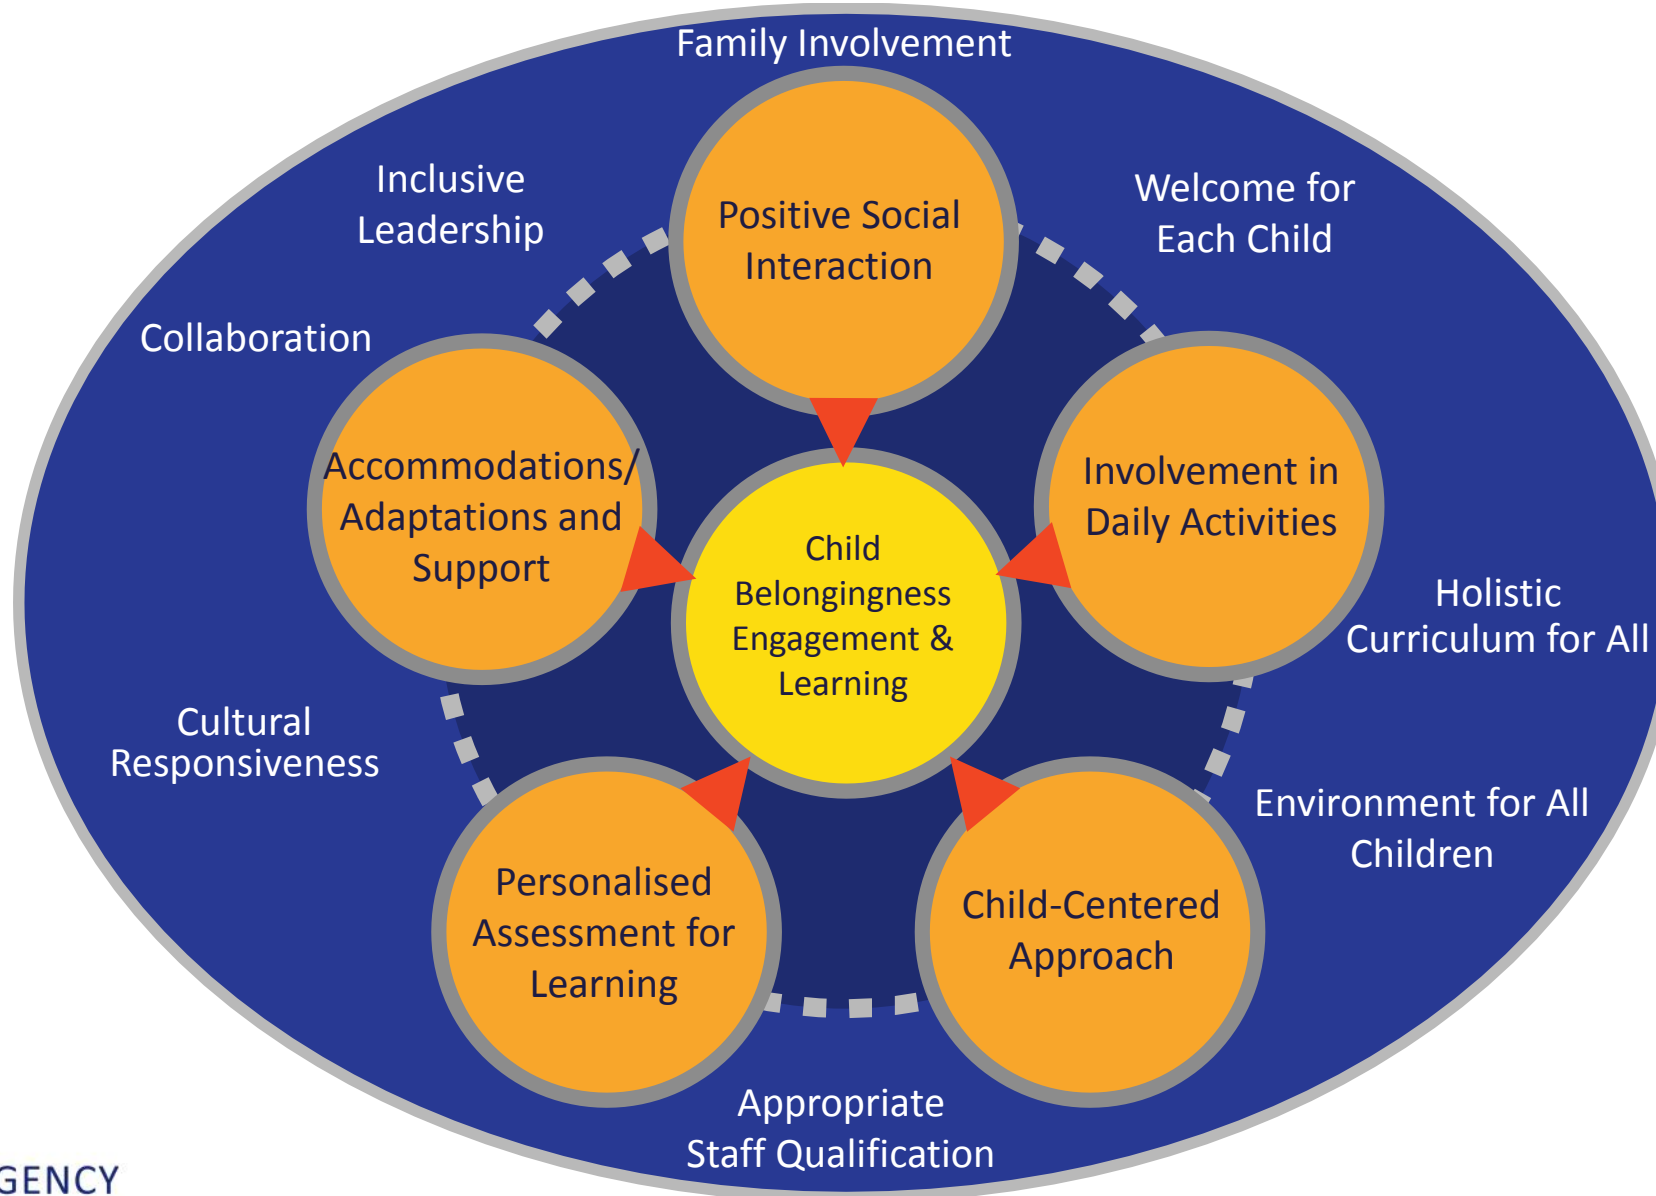 Family Involvement
Inclusive
Leadership
Positive Social
Interaction
Welcome for
Each Child
Collaboration
Accommodations/
Adaptations and
Support
Involvement in
Daily Activities
Child
Belongingness
Engagement &
Learning
Holistic
Curriculum for All
Cultural
Responsiveness
Environment for All
Children
Personalised
Assessment for
Learning
Child-Centered
Approach
Appropriate
Staff Qualification
GENCY